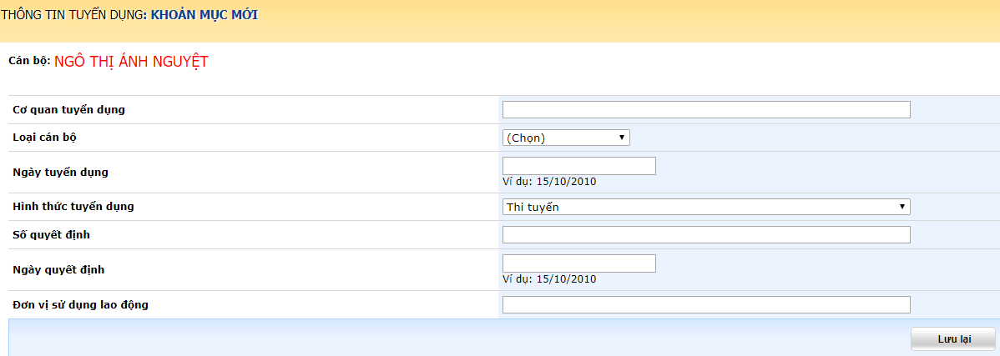 THÔNG TIN TUYỂN DỤNG: KHOẢN MỤC MỚI
Cán bộ: NGÔ THỊ ÁNH NGUYỆT
Cơ quan tuyển dụng
Loại cán bộ (Chọn)
Ngày tuyển dụng
Ví dụ: 15/10/2010
Hình thức tuyển dụng Thi tuyển
Số quyết định
Ngày quyết định
Ví dụ: 15/10/2010
Đơn vị sử dụng lao động
Lưu lại